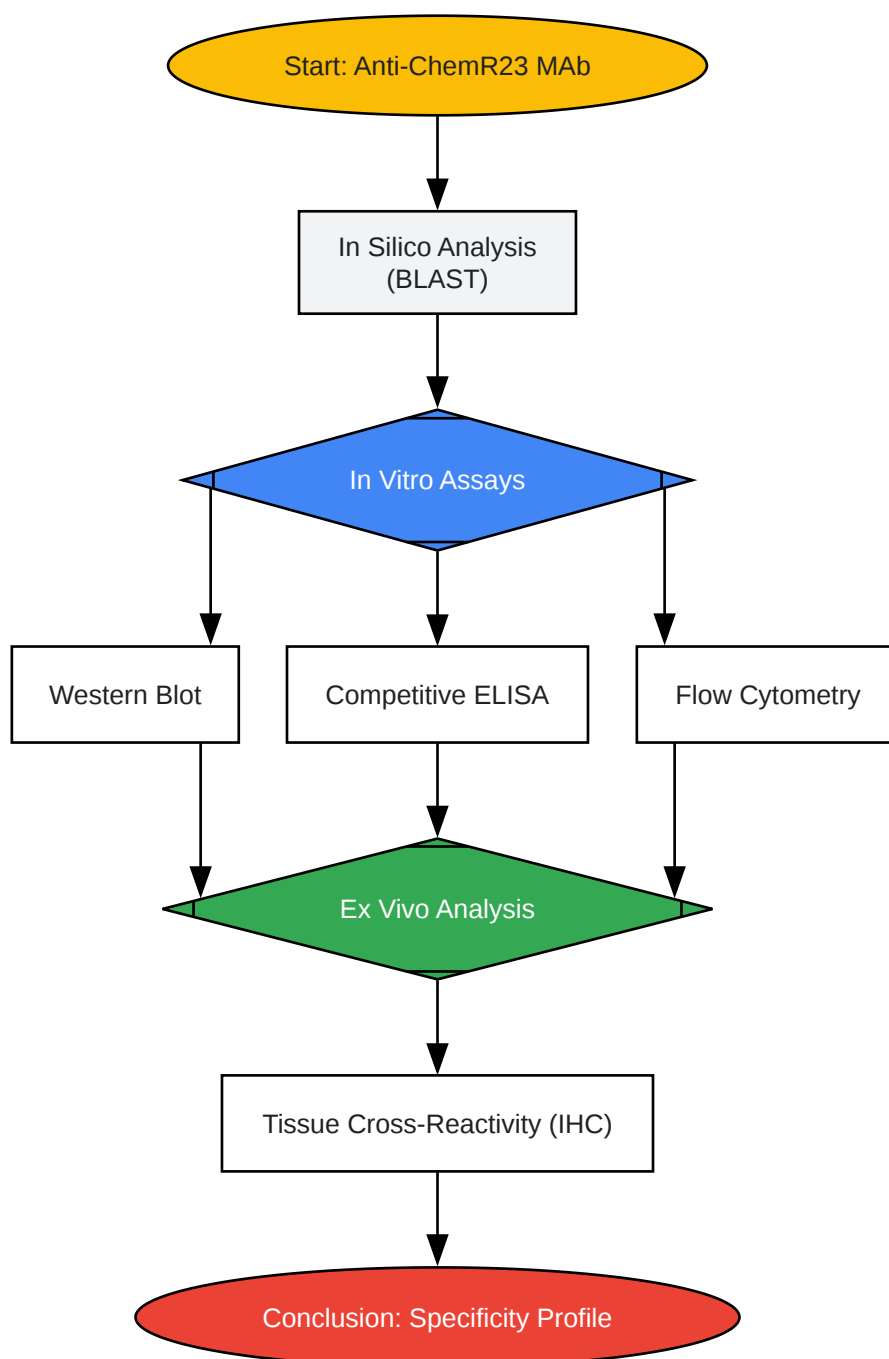 Start: Anti-ChemR23 MAb
In Silico Analysis
(BLAST)
In Vitro Assays
Western Blot
Competitive ELISA
Flow Cytometry
Ex Vivo Analysis
Tissue Cross-Reactivity (IHC)
Conclusion: Specificity Profile